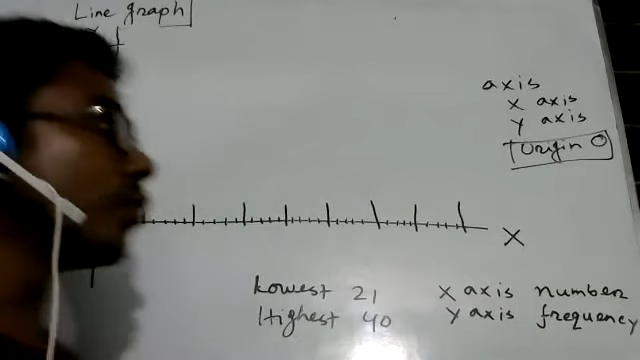 Line graph
axis
X axis
Y axis
Origin O
X
Lowest 21
Highest 40
X axis number
Y axis frequency